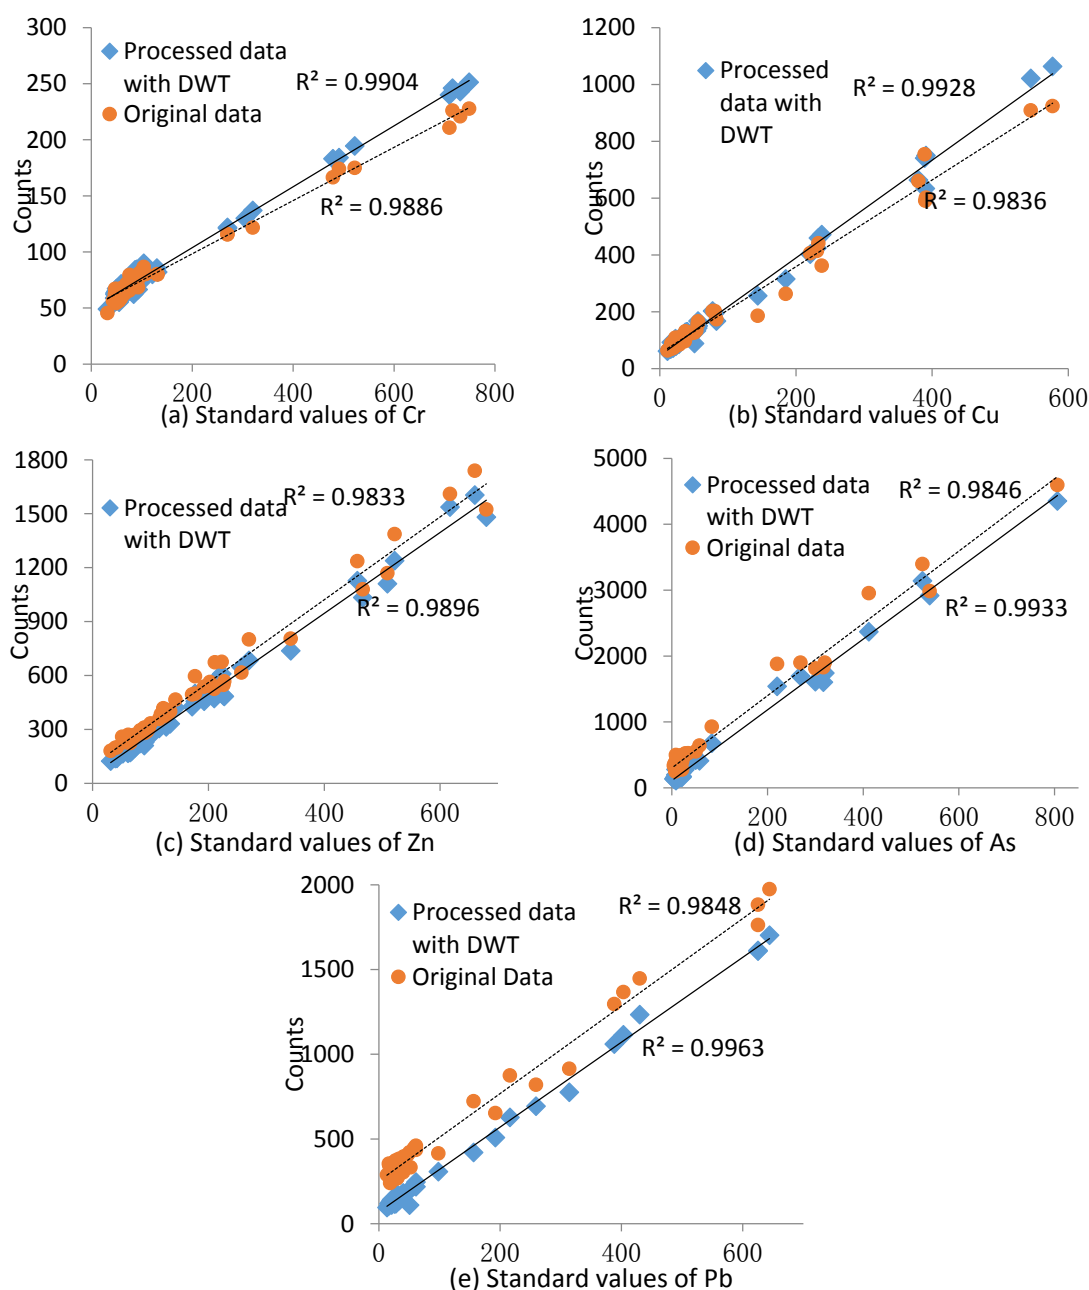 300
250
200
150
100
50
0
Counts
Processed data
with DWT
Original data
R² = 0.9904
R² = 0.9886
0 200 400 600 800
(a) Standard values of Cr
1200
1000
800
600
400
200
0
Counts
Processed
data with
DWT
R² = 0.9928
R² = 0.9836
0 200 400 600
(b) Standard values of Cu
1800
1500
1200
900
600
300
0
Counts
Processed data
with DWT
R² = 0.9833
R² = 0.9896
0 200 400 600
(c) Standard values of Zn
5000
4000
3000
2000
1000
0
Counts
Processed data
with DWT
Original data
R² = 0.9846
R² = 0.9933
0 200 400 600 800
(d) Standard values of As
2000
1500
1000
500
0
Counts
Processed data
with DWT
Original Data
R² = 0.9848
R² = 0.9963
0 200 400 600
(e) Standard values of Pb